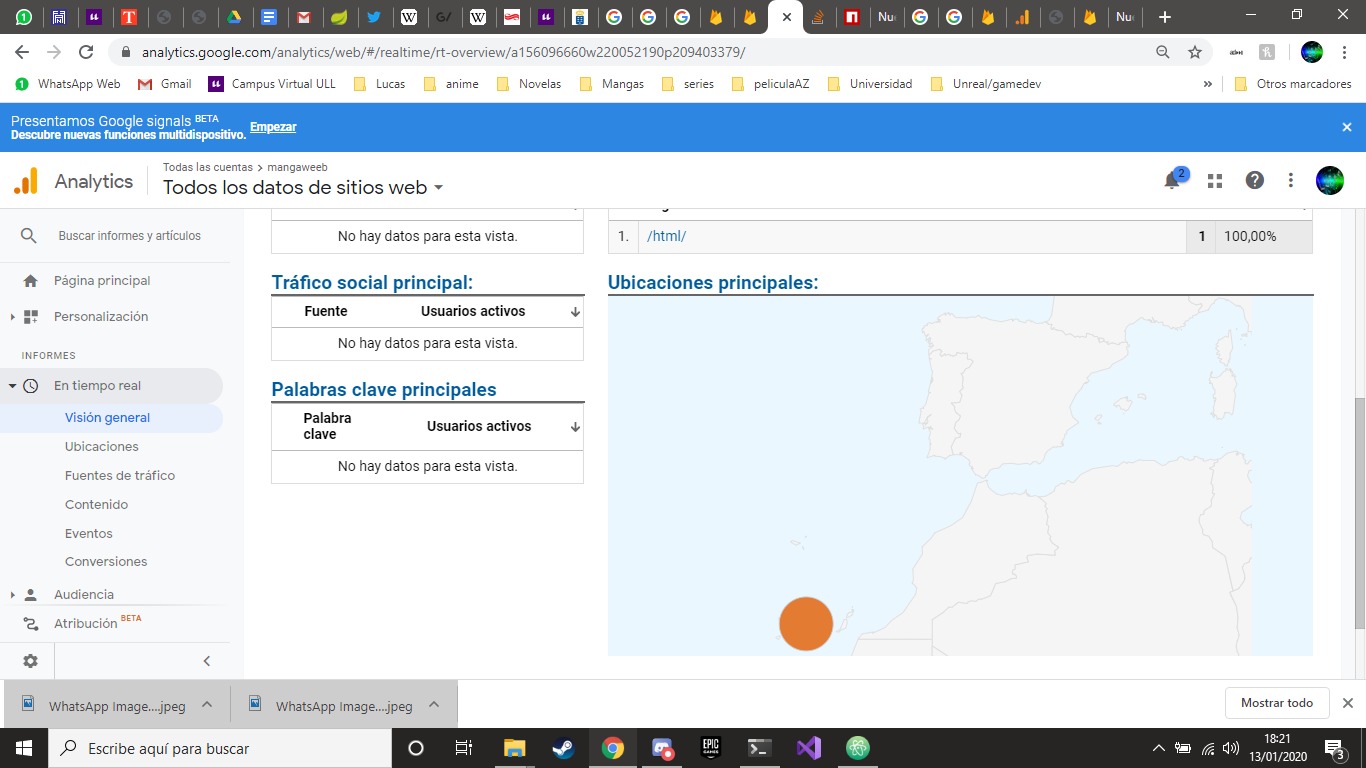 Nu
Nu
analytics.google.com/analytics/web/#/realtime/rt-overview/a156096660w220052190p209403379/
WhatsApp Web
Gmail
Campus Virtual ULL
Lucas
anime
Novelas
Mangas
series
peliculaAZ
Universidad
Unreal/gamedev
»
Otros marcadores
Presentamos Google signals BETA
Descubre nuevas funciones multidispositivo. Empezar
Analytics
Todas las cuentas > mangaweeb
Todos los datos de sitios web
2
Buscar informes y artículos
Página principal
Personalización
INFORMES
En tiempo real
Visión general
Ubicaciones
Fuentes de tráfico
Contenido
Eventos
Conversiones
Audiencia
Atribución BETA
No hay datos para esta vista.
1. /html/ 1 100,00%
Tráfico social principal:
Fuente Usuarios activos
No hay datos para esta vista.
Palabras clave principales
Palabra
clave
Usuarios activos
No hay datos para esta vista.
Ubicaciones principales:
WhatsApp Image....jpeg
WhatsApp Image....jpeg
Mostrar todo
Escribe aquí para buscar
EPIC
GAMES
18:21
13/01/2020
3